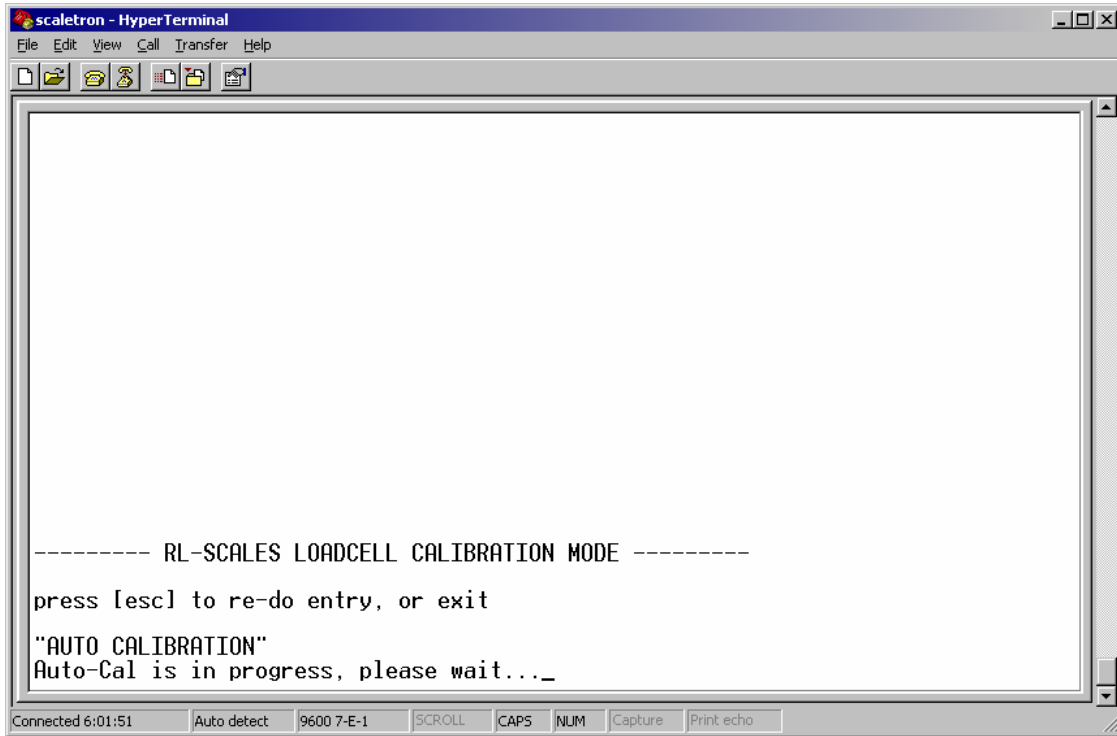 scaletron - HyperTerminal
File Edit View Call Transfer Help
--------- RL-SCALES LOADCELL CALIBRATION MODE ---------
press [esc] to re-do entry, or exit
"AUTO CALIBRATION"
Auto-Cal is in progress, please wait..._
Connected 6:01:51 Auto detect 9600 7-E-1 SCROLL CAPS NUM Capture Print echo